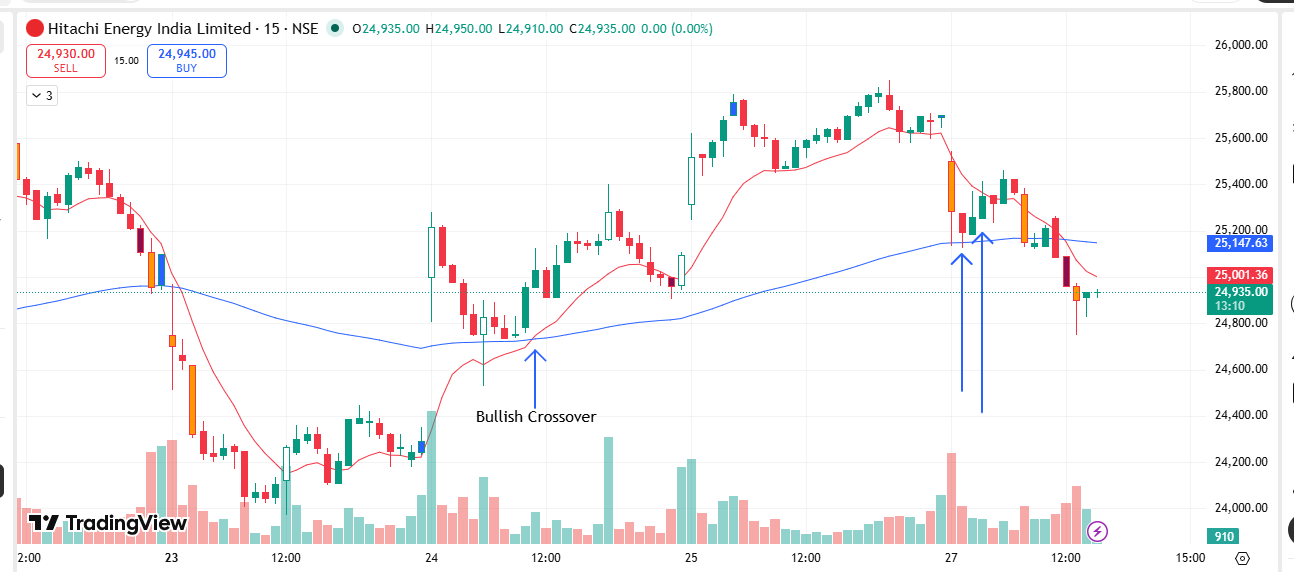 Hitachi Energy India Limited · 15 · NSE O24,935.00 H24,950.00 L24,910.00 C24,935.00 0.00 (0.00%)
24,930.00 15.00 24,945.00
SELL BUY
3
26,000.00
25,800.00
25,600.00
25,400.00
25,200.00
25,147.63
25,001.36
24,935.00
13:10
24,800.00
24,600.00
24,400.00
Bullish Crossover
24,200.00
24,000.00
TradingView
910
2:00 23 12:00 24 12:00 25 12:00 27 12:00 15:00